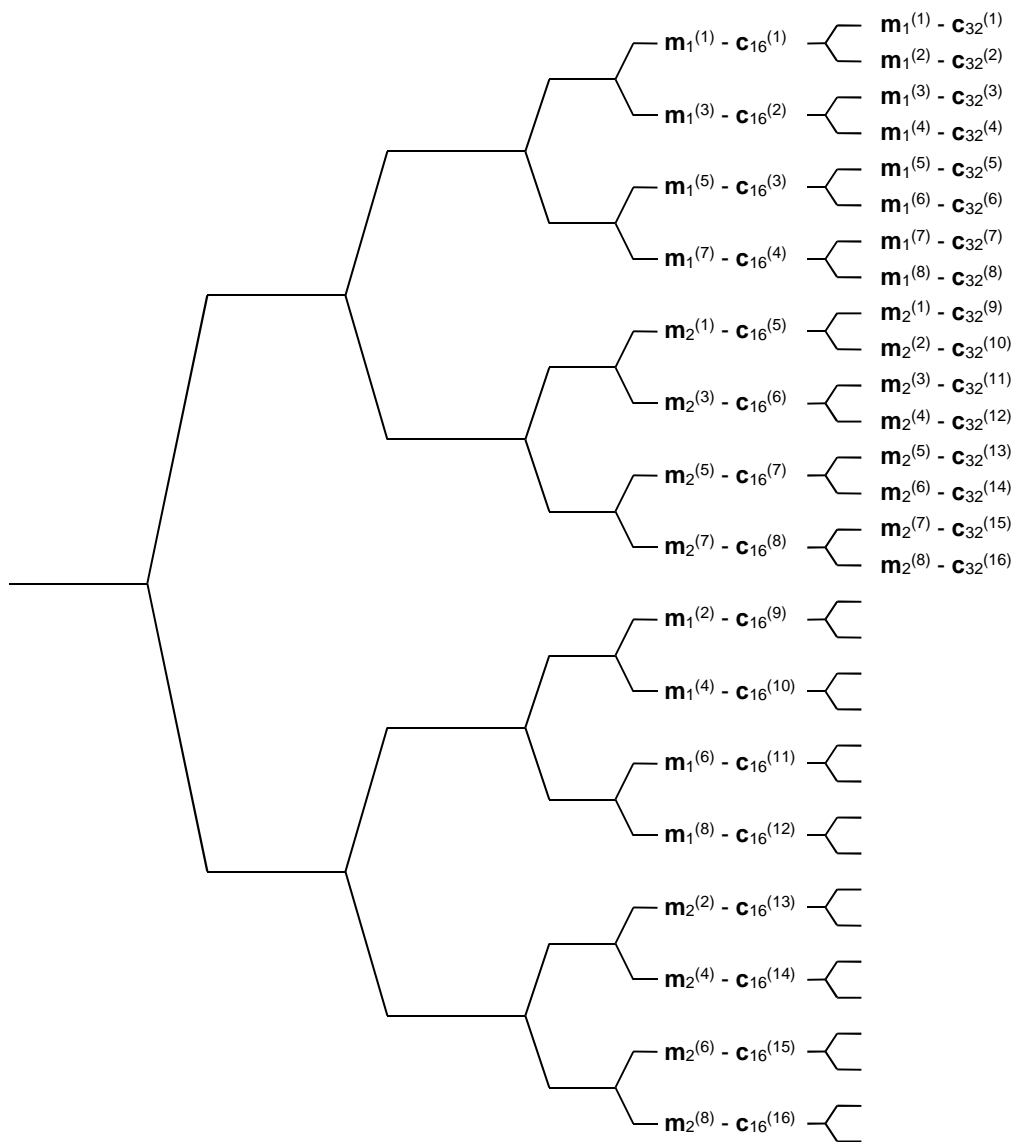 m₁⁽¹⁾ - c₁₆⁽¹⁾
m₁⁽³⁾ - c₁₆⁽²⁾
m₁⁽⁵⁾ - c₁₆⁽³⁾
m₁⁽⁷⁾ - c₁₆⁽⁴⁾
m₂⁽¹⁾ - c₁₆⁽⁵⁾
m₂⁽³⁾ - c₁₆⁽⁶⁾
m₂⁽⁵⁾ - c₁₆⁽⁷⁾
m₂⁽⁷⁾ - c₁₆⁽⁸⁾
m₁⁽²⁾ - c₁₆⁽⁹⁾
m₁⁽⁴⁾ - c₁₆⁽¹⁰⁾
m₁⁽⁶⁾ - c₁₆⁽¹¹⁾
m₁⁽⁸⁾ - c₁₆⁽¹²⁾
m₂⁽²⁾ - c₁₆⁽¹³⁾
m₂⁽⁴⁾ - c₁₆⁽¹⁴⁾
m₂⁽⁶⁾ - c₁₆⁽¹⁵⁾
m₂⁽⁸⁾ - c₁₆⁽¹⁶⁾
m₁⁽¹⁾ - c₃₂⁽¹⁾
m₁⁽²⁾ - c₃₂⁽²⁾
m₁⁽³⁾ - c₃₂⁽³⁾
m₁⁽⁴⁾ - c₃₂⁽⁴⁾
m₁⁽⁵⁾ - c₃₂⁽⁵⁾
m₁⁽⁶⁾ - c₃₂⁽⁶⁾
m₁⁽⁷⁾ - c₃₂⁽⁷⁾
m₁⁽⁸⁾ - c₃₂⁽⁸⁾
m₂⁽¹⁾ - c₃₂⁽⁹⁾
m₂⁽²⁾ - c₃₂⁽¹⁰⁾
m₂⁽³⁾ - c₃₂⁽¹¹⁾
m₂⁽⁴⁾ - c₃₂⁽¹²⁾
m₂⁽⁵⁾ - c₃₂⁽¹³⁾
m₂⁽⁶⁾ - c₃₂⁽¹⁴⁾
m₂⁽⁷⁾ - c₃₂⁽¹⁵⁾
m₂⁽⁸⁾ - c₃₂⁽¹⁶⁾